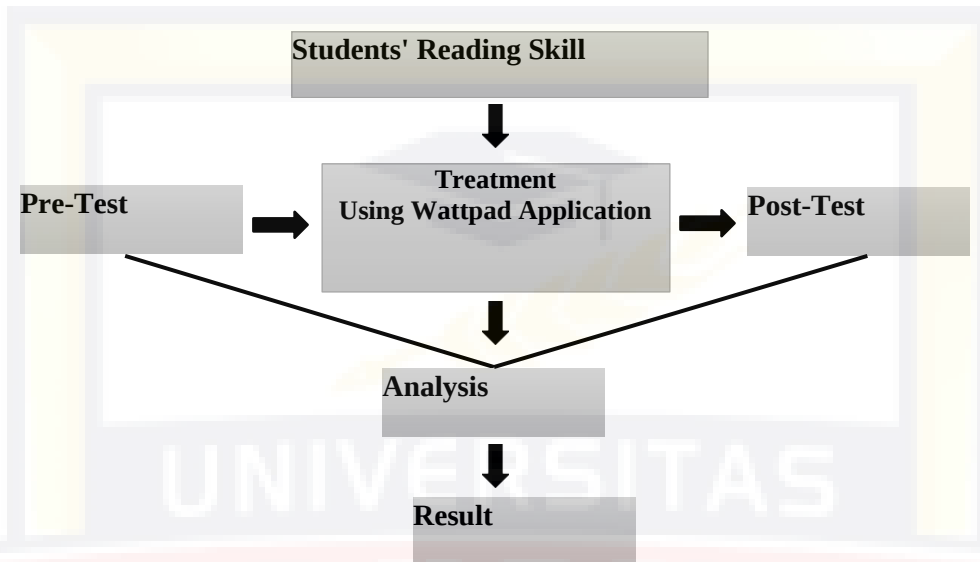 Students' Reading Skill
Treatment
Using Wattpad Application
Pre-Test
Post-Test
Analysis
UNIVERSITAS
Result